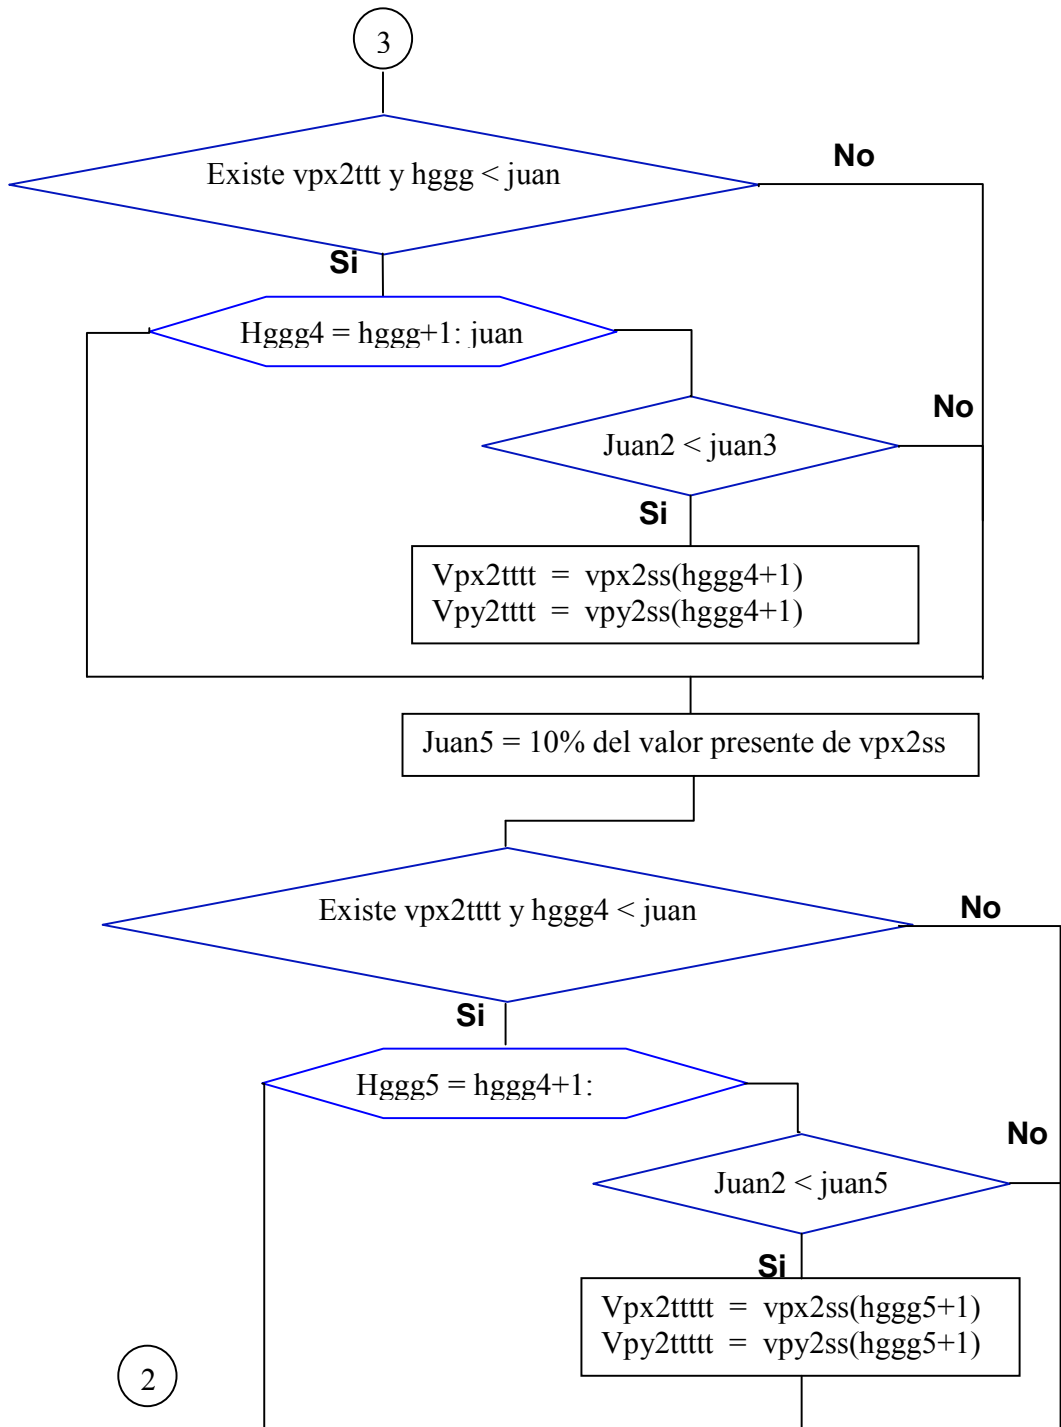 3
Existe vpx2ttt y hggg < juan
No
Si
Hggg4 = hggg+1: juan
No
Juan2 < juan3
Si
Vpx2tttt = vpx2ss(hggg4+1)
Vpy2tttt = vpy2ss(hggg4+1)
Juan5 = 10% del valor presente de vpx2ss
Existe vpx2tttt y hggg4 < juan
No
Si
Hggg5 = hggg4+1:
No
Juan2 < juan5
Si
Vpx2ttttt = vpx2ss(hggg5+1)
Vpy2ttttt = vpy2ss(hggg5+1)
2